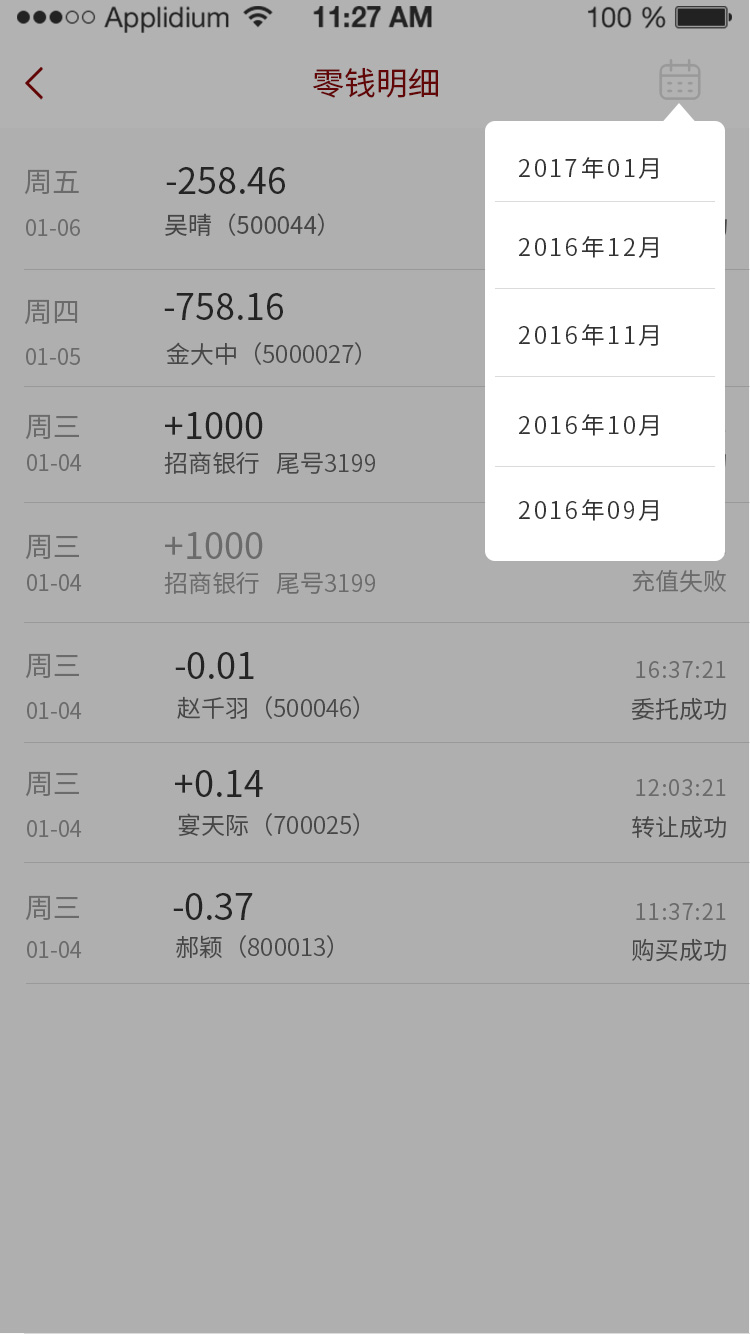 Applidium 11:27 AM 100 %
零钱明细
2017年01月
2016年12月
2016年11月
2016年10月
2016年09月
周五 -258.46
01-06 吴晴（500044）
周四 -758.16
01-05 金大中（5000027）
周三 +1000
01-04 招商银行 尾号3199
周三 +1000
01-04 招商银行 尾号3199 充值失败
周三 -0.01 16:37:21
01-04 赵千羽（500046） 委托成功
周三 +0.14 12:03:21
01-04 宴天际（700025） 转让成功
周三 -0.37 11:37:21
01-04 郝颖（800013） 购买成功